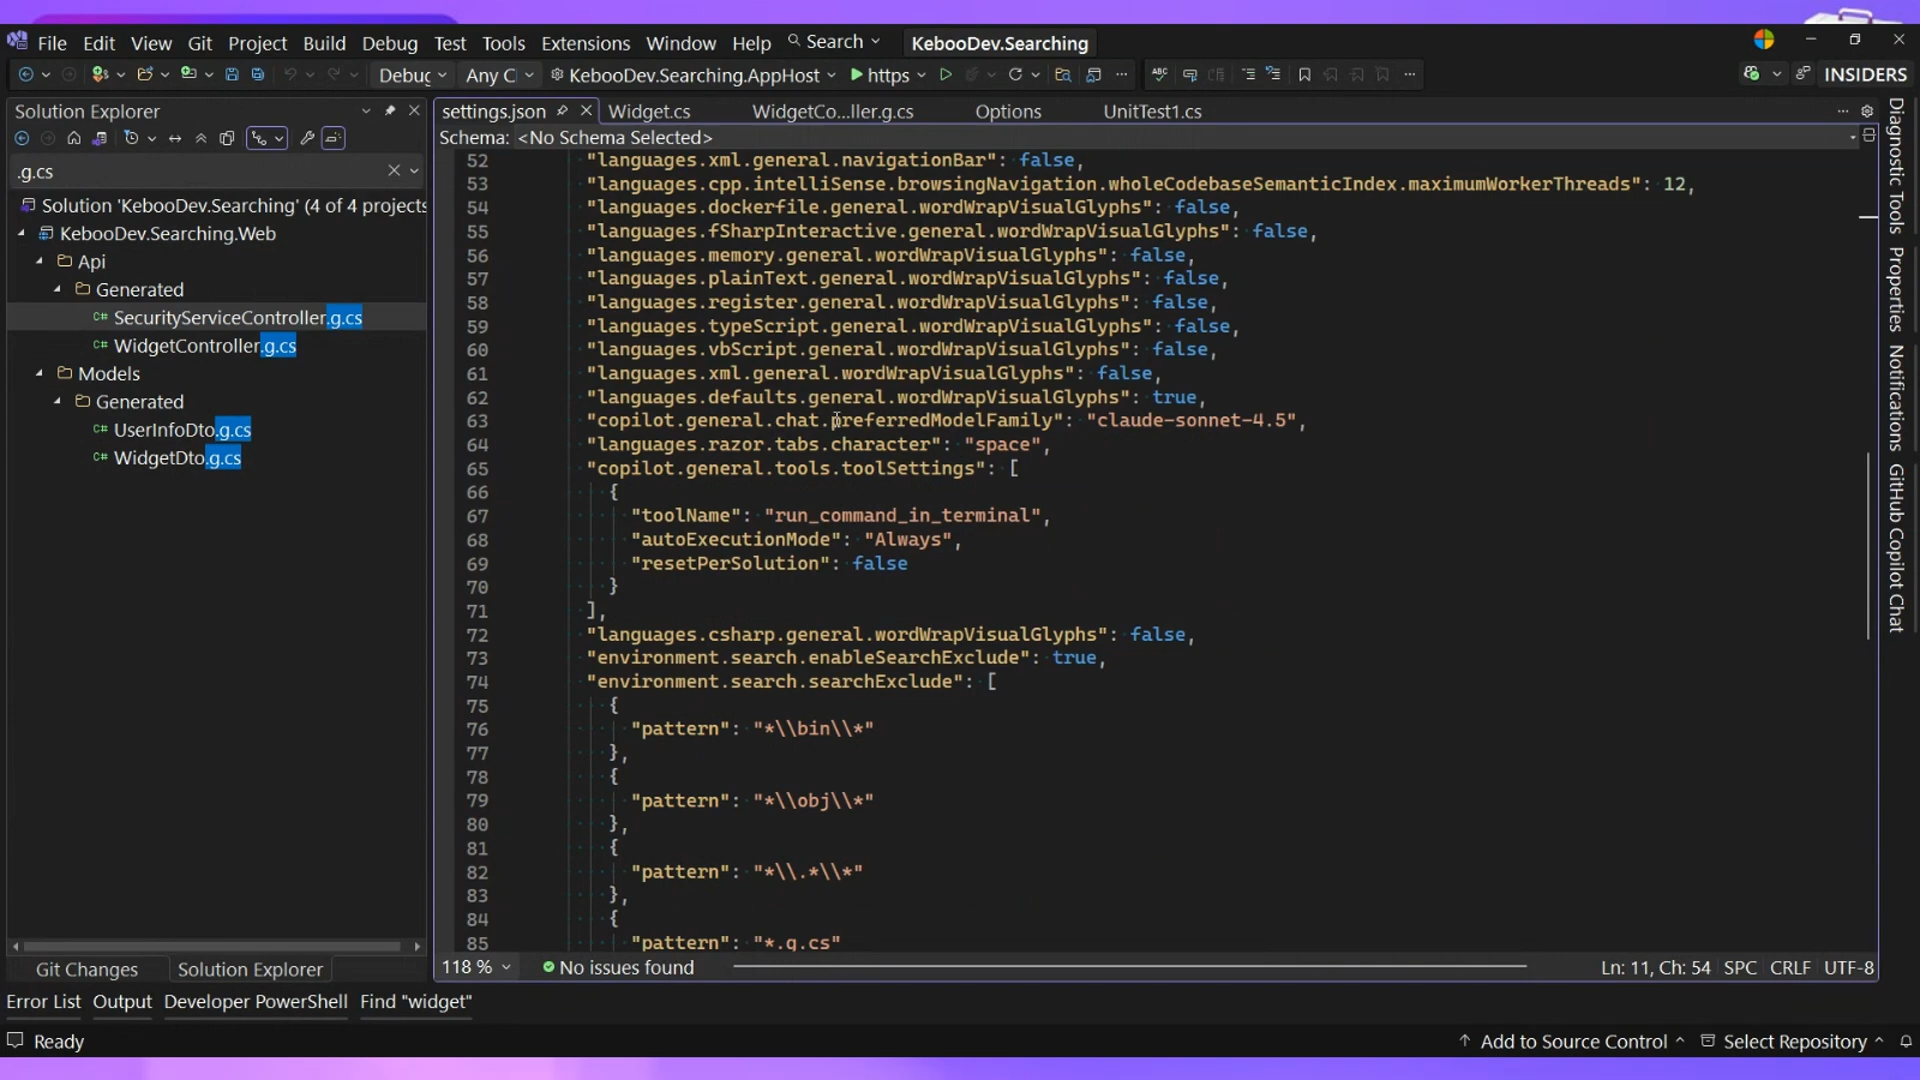 File Edit View Git Project Build Debug Test Tools Extensions Window Help Search KebooDev.Searching
Debug Any C KebooDev.Searching.AppHost https INSIDERS
Solution Explorer
.g.cs
Solution 'KebooDev.Searching' (4 of 4 projects
KebooDev.Searching.Web
Api
Generated
SecurityServiceController.g.cs
WidgetController.g.cs
Models
Generated
UserInfoDto.g.cs
WidgetDto.g.cs
Git Changes Solution Explorer
settings.json Widget.cs WidgetCo...ller.g.cs Options UnitTest1.cs
Schema: <No Schema Selected>
52 "languages.xml.general.navigationBar": false,
53 "languages.cpp.intelliSense.browsingNavigation.wholeCodebaseSemanticIndex.maximumWorkerThreads": 12,
54 "languages.dockerfile.general.wordWrapVisualGlyphs": false,
55 "languages.fSharpInteractive.general.wordWrapVisualGlyphs": false,
56 "languages.memory.general.wordWrapVisualGlyphs": false,
57 "languages.plainText.general.wordWrapVisualGlyphs": false,
58 "languages.register.general.wordWrapVisualGlyphs": false,
59 "languages.typeScript.general.wordWrapVisualGlyphs": false,
60 "languages.vbScript.general.wordWrapVisualGlyphs": false,
61 "languages.xml.general.wordWrapVisualGlyphs": false,
62 "languages.defaults.general.wordWrapVisualGlyphs": true,
63 "copilot.general.chat.preferredModelFamily": "claude-sonnet-4.5",
64 "languages.razor.tabs.character": "space",
65 "copilot.general.tools.toolSettings": [
66 {
67 "toolName": "run_command_in_terminal",
68 "autoExecutionMode": "Always",
69 "resetPerSolution": false
70 }
71 ],
72 "languages.csharp.general.wordWrapVisualGlyphs": false,
73 "environment.search.enableSearchExclude": true,
74 "environment.search.searchExclude": [
75 {
76 "pattern": "*\\bin\\*"
77 },
78 {
79 "pattern": "*\\obj\\*"
80 },
81 {
82 "pattern": "*\\.*\\*"
83 },
84 {
85 "pattern": "*.g.cs"
118 % No issues found Ln: 11, Ch: 54 SPC CRLF UTF-8
Diagnostic Tools
Properties
Notifications
GitHub Copilot Chat
Error List Output Developer PowerShell Find "widget"
Ready Add to Source Control Select Repository